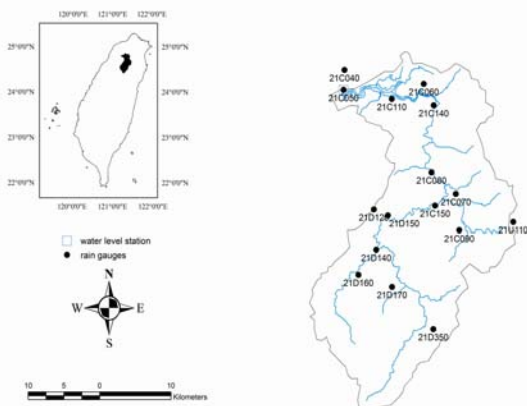 120°0'0"E 121°0'0"E 122°0'0"E
25°0'0"N 25°0'0"N
24°0'0"N 24°0'0"N
23°0'0"N 23°0'0"N
22°0'0"N 22°0'0"N
120°0'0"E 121°0'0"E 122°0'0"E
water level station
rain gauges
N
W E
S
10 5 0 10
Kilometers
21C040
21C050
21C060
21C110
21C140
21C080
21C070
21D120
21C150
21D150
21U110
21C090
21D140
21D160
21D170
21D350